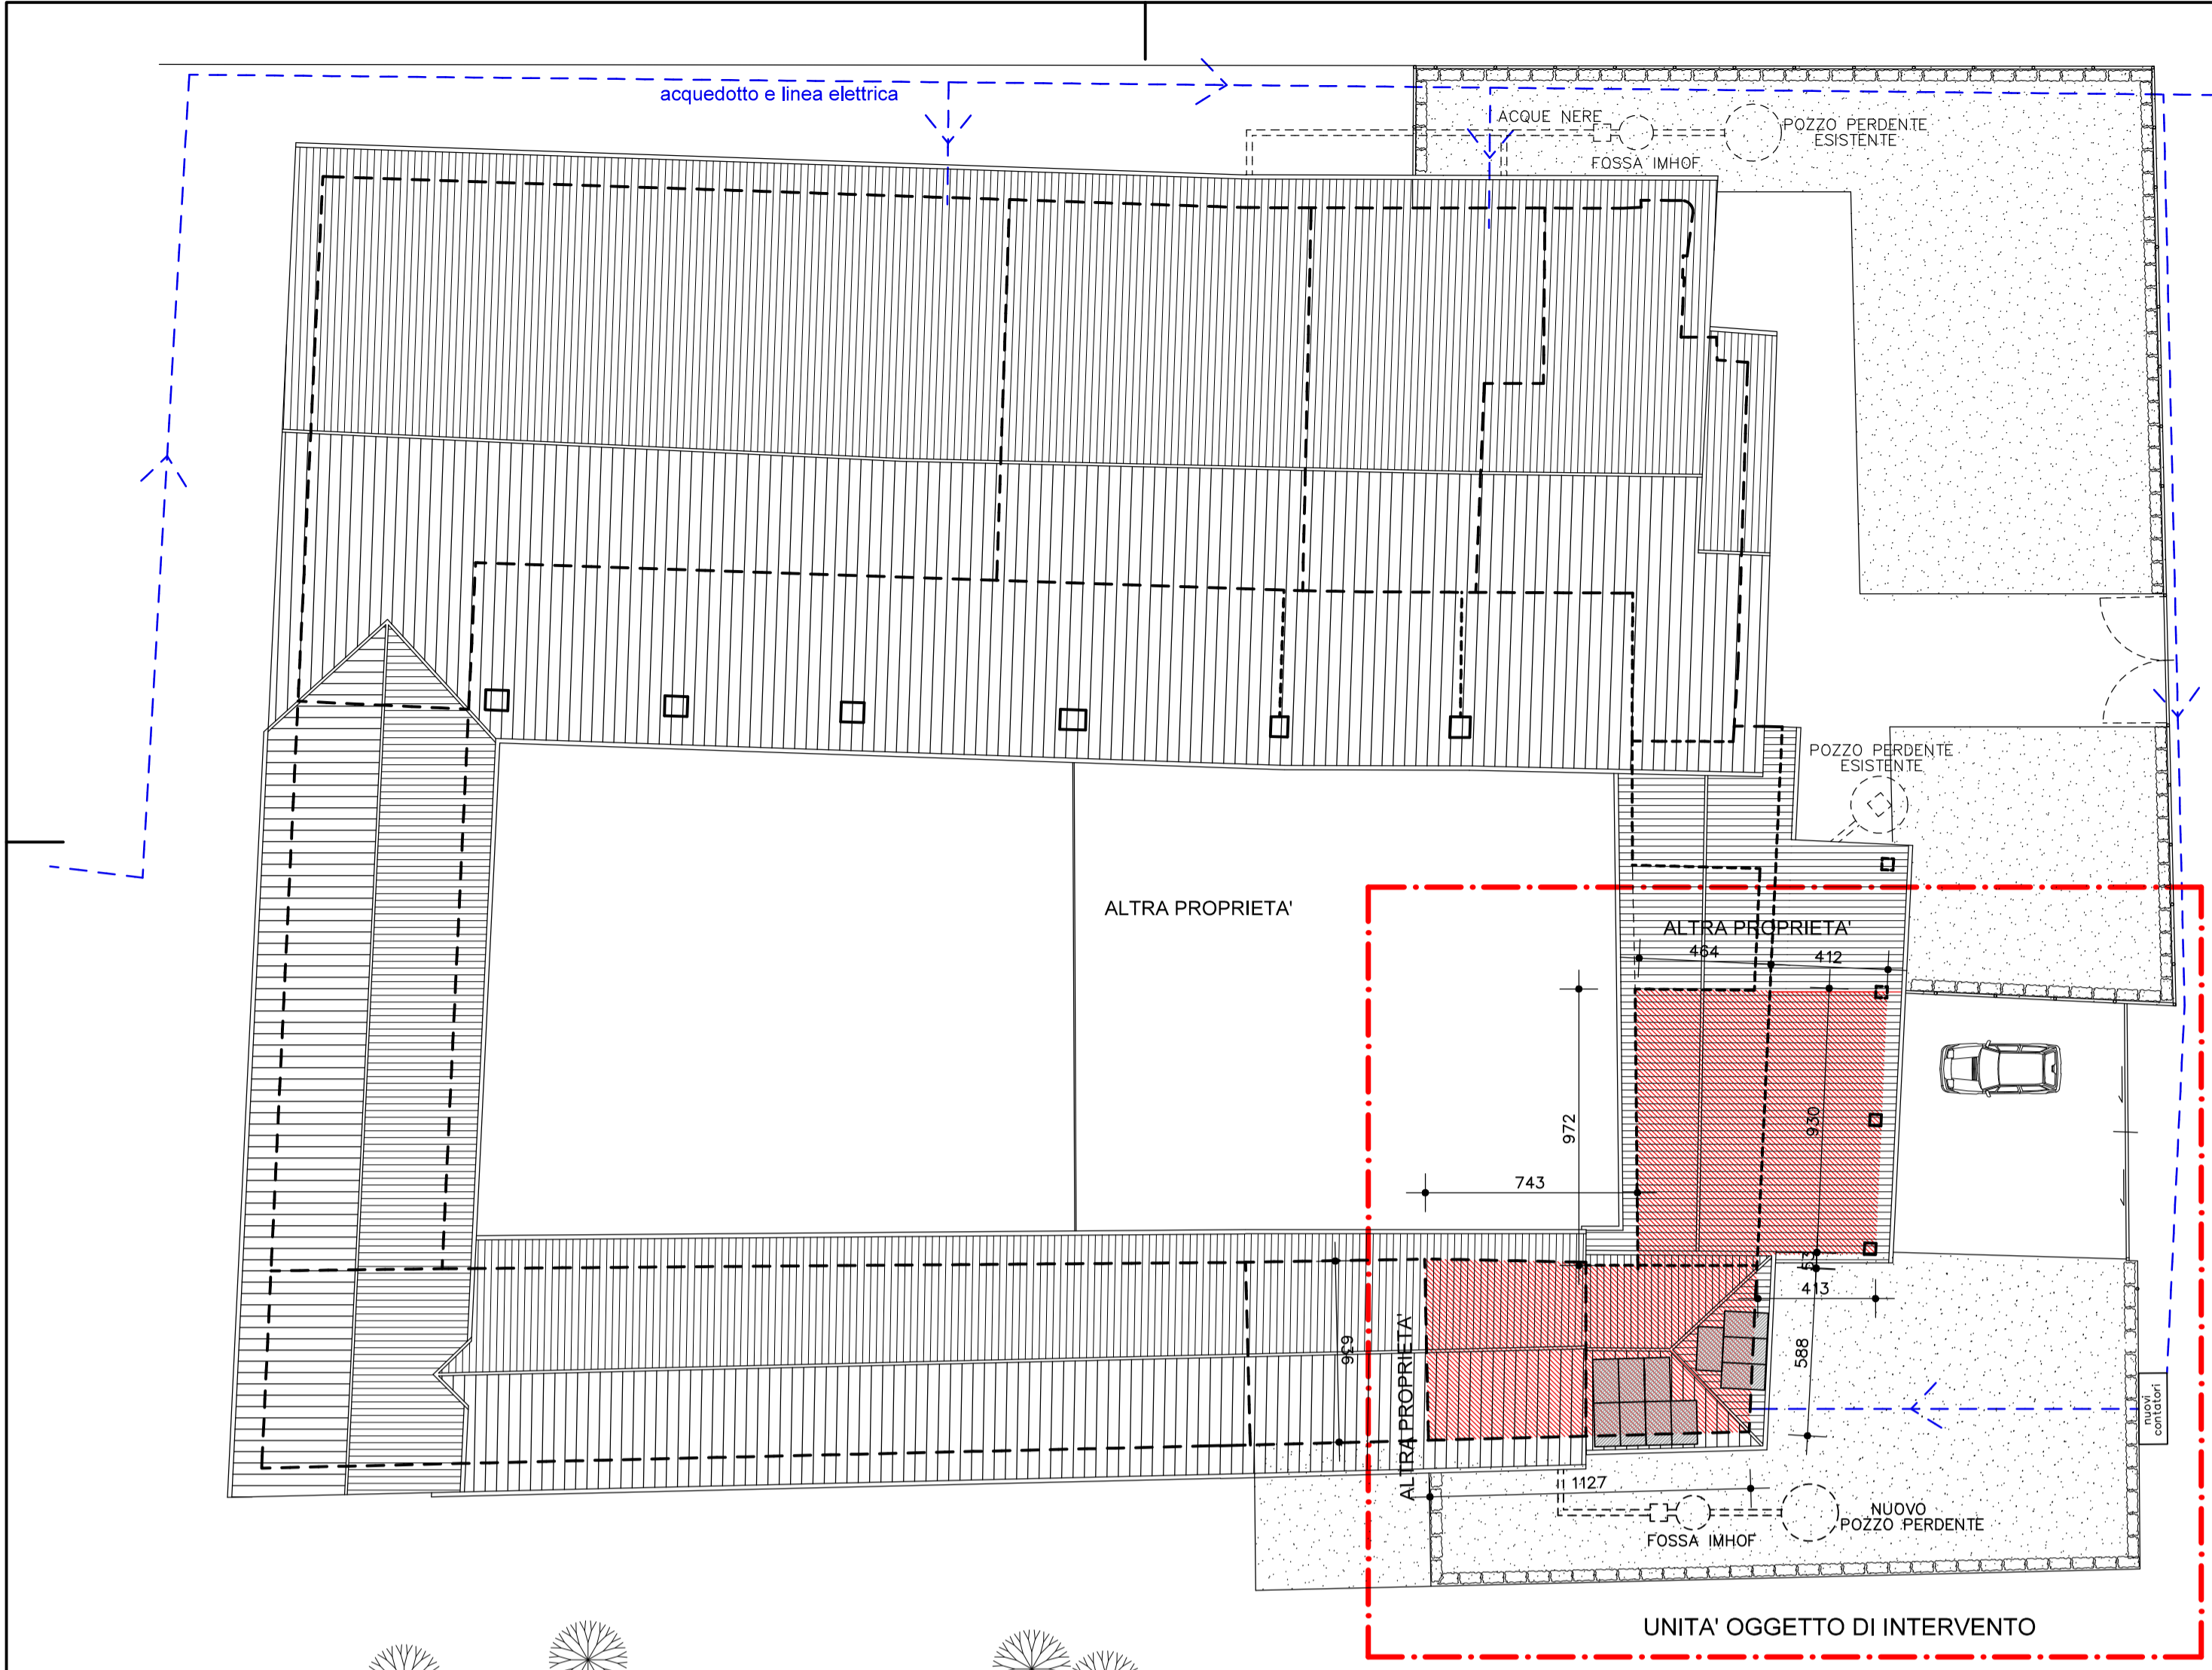 acquedotto e linea elettrica
ACQUE NERE
POZZO PERDENTE
ESISTENTE
FOSSA IMHOF
POZZO PERDENTE
ESISTENTE
ALTRA PROPRIETA'
ALTRA PROPRIETA'
464
412
972
930
743
53
413
ALTRA PROPRIETA'
636
588
nuovi
contatori
1127
NUOVO
POZZO PERDENTE
FOSSA IMHOF
UNITA' OGGETTO DI INTERVENTO